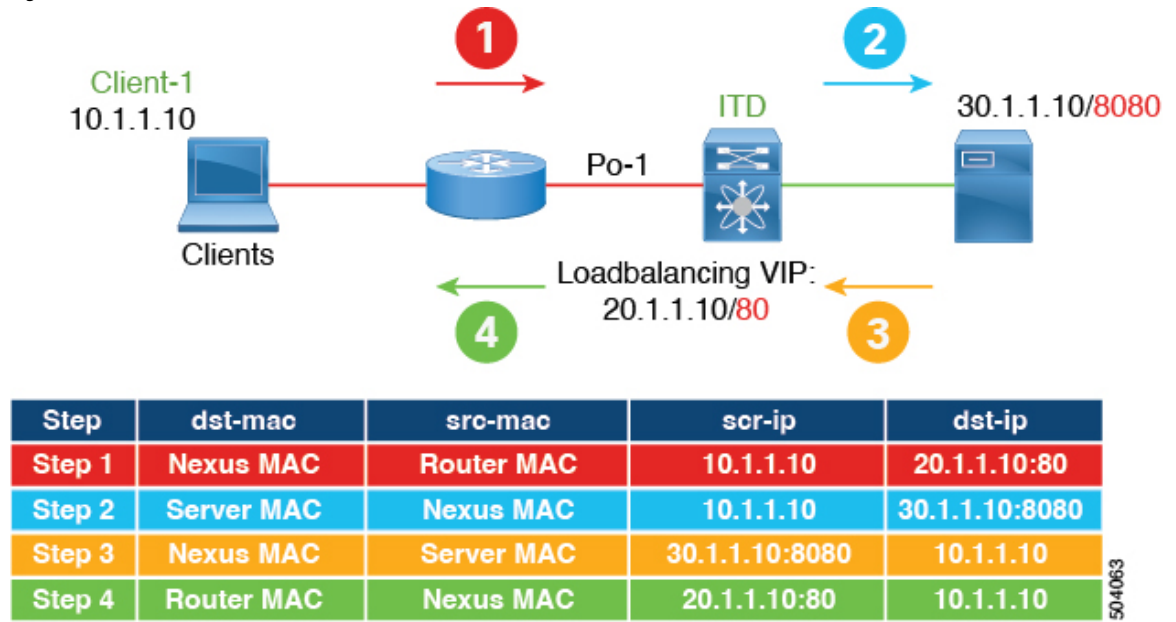 1
2
Client-1
10.1.1.10
ITD
30.1.1.10/8080
Po-1
Clients
Loadbalancing VIP:
20.1.1.10/80
4
3
Step dst-mac src-mac scr-ip dst-ip
Step 1 Nexus MAC Router MAC 10.1.1.10 20.1.1.10:80
Step 2 Server MAC Nexus MAC 10.1.1.10 30.1.1.10:8080
Step 3 Nexus MAC Server MAC 30.1.1.10:8080 10.1.1.10
Step 4 Router MAC Nexus MAC 20.1.1.10:80 10.1.1.10
504063